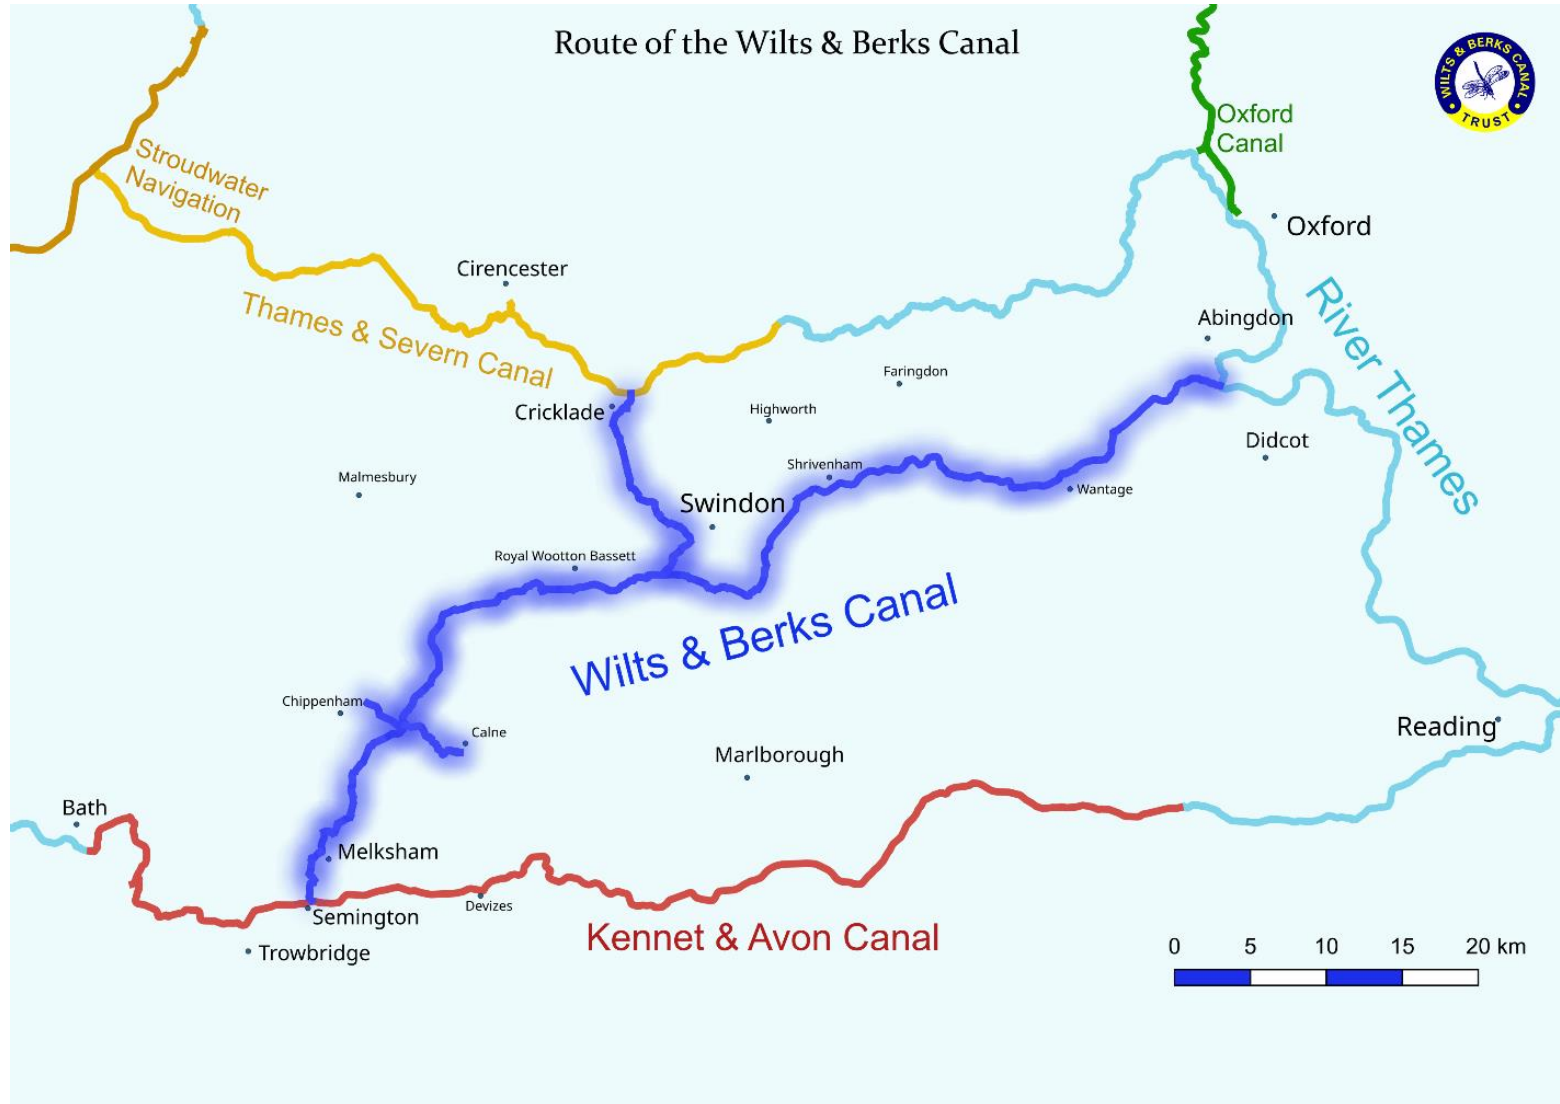 Route of the Wilts & Berks Canal
WILTS & BERKS CANAL
TRUST
Oxford
Canal
Stroudwater
Navigation
Oxford
Cirencester
River Thames
Thames & Severn Canal
Abingdon
Faringdon
Cricklade
Highworth
Didcot
Malmesbury
Shrivenham
Wantage
Swindon
Royal Wootton Bassett
Wilts & Berks Canal
Chippenham
Calne
Reading
Marlborough
Bath
Melksham
Devizes
Semington
Kennet & Avon Canal
Trowbridge
0 5 10 15 20 km